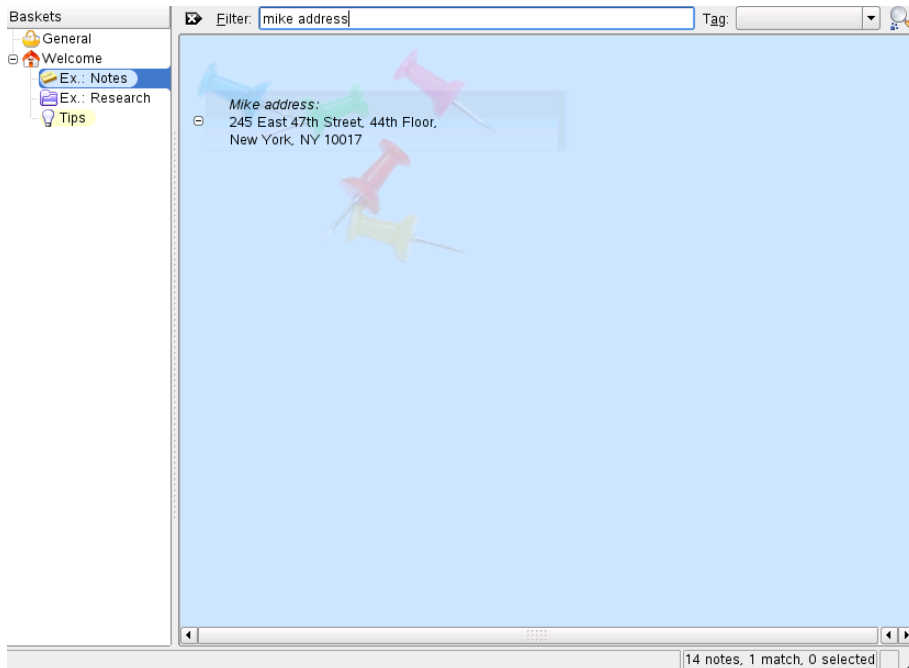 Baskets
General
Welcome
Ex.: Notes
Ex.: Research
Tips
Filter: mike address
Tag:
Mike address:
245 East 47th Street, 44th Floor,
New York, NY 10017
14 notes, 1 match, 0 selected